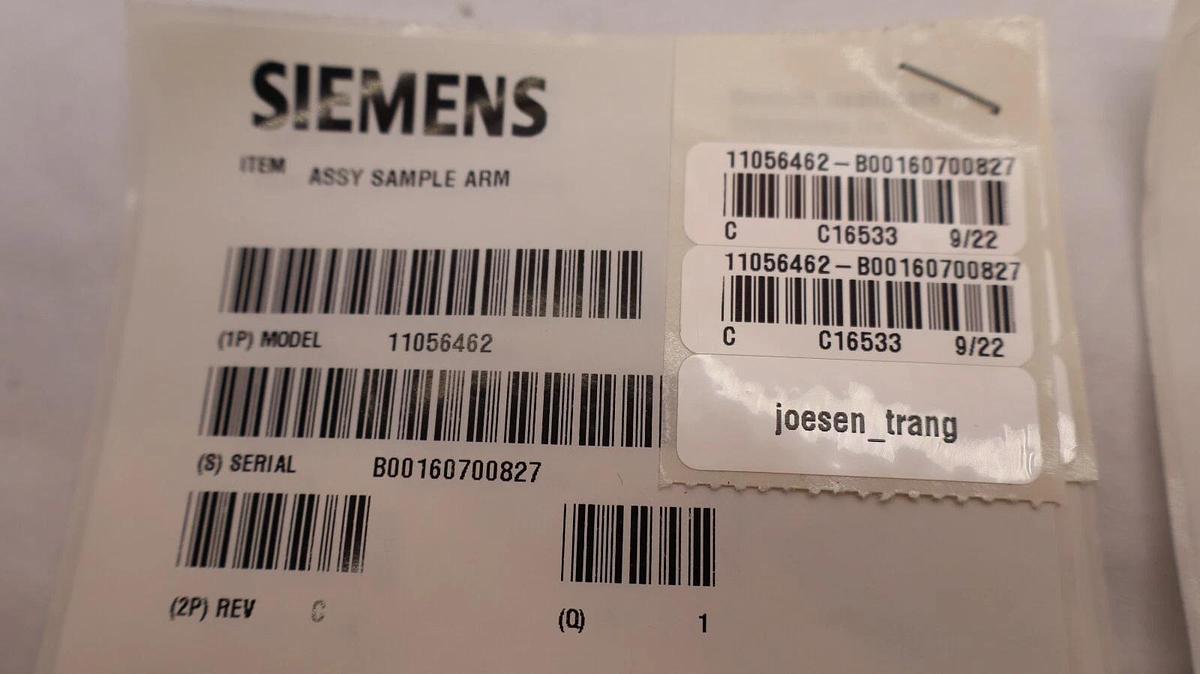 SIEMENS
ITEM ASSY SAMPLE ARM
(1P) MODEL 11056462
(S) SERIAL B00160700827
(2P) REV C
(Q) 1
11056462-B00160700827
C C16533 9/22
11056462-B00160700827
C C16533 9/22
joesen_trang